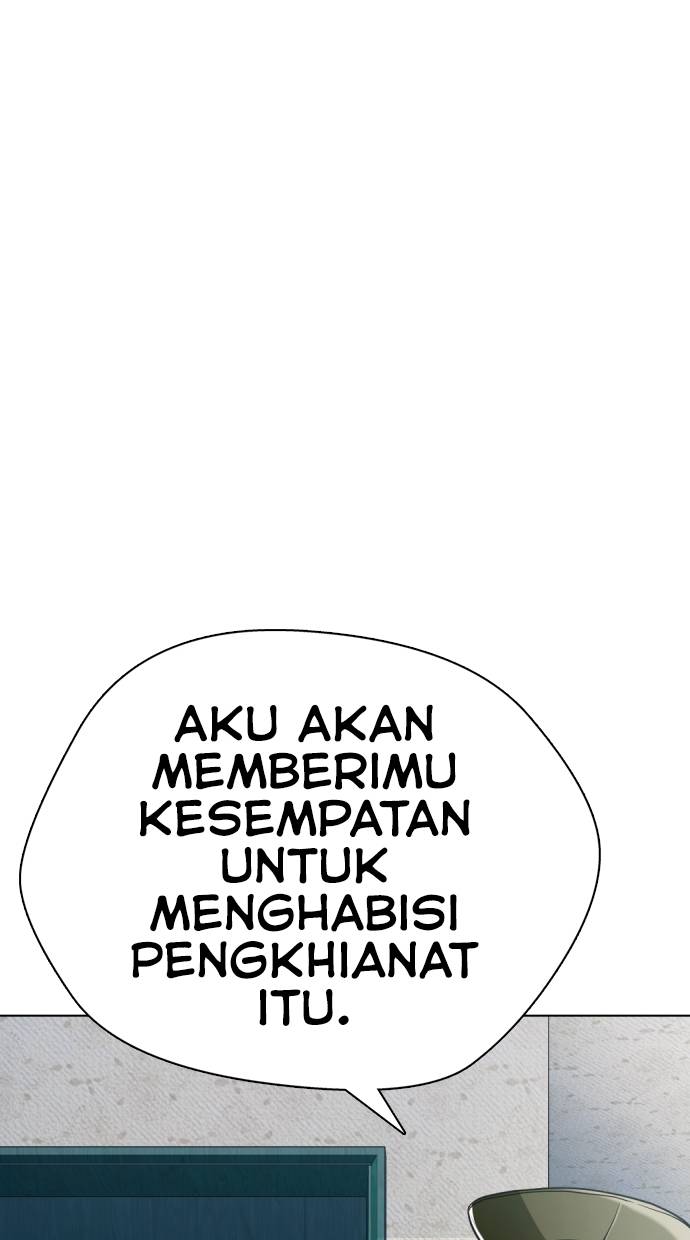 AKU AKAN
MEMBERIMU
KESEMPATAN
UNTUK
MENGHABISI
PENGKHIANAT
ITU.